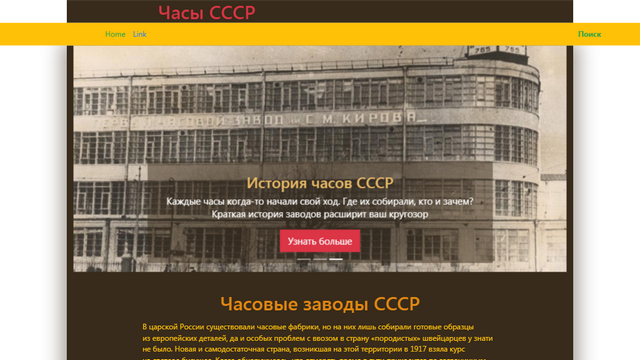 Часы СССР
Home Link Поиск
785 785
ЧАСОВОЙ ЗАВОД ИМ С.М.КИРОВА
История часов СССР
Каждые часы когда-то начали свой ход. Где их собирали, кто и зачем?
Краткая история заводов расширит ваш кругозор
Узнать больше
Часовые заводы СССР
В царской России существовали часовые фабрики, но на них лишь собирали готовые образцы
из европейских деталей, да и особых проблем с ввозом в страну «породистых» швейцарцев у знати
не было. Новая и самодостаточная страна, возникшая на этой территории в 1917 взяла курс